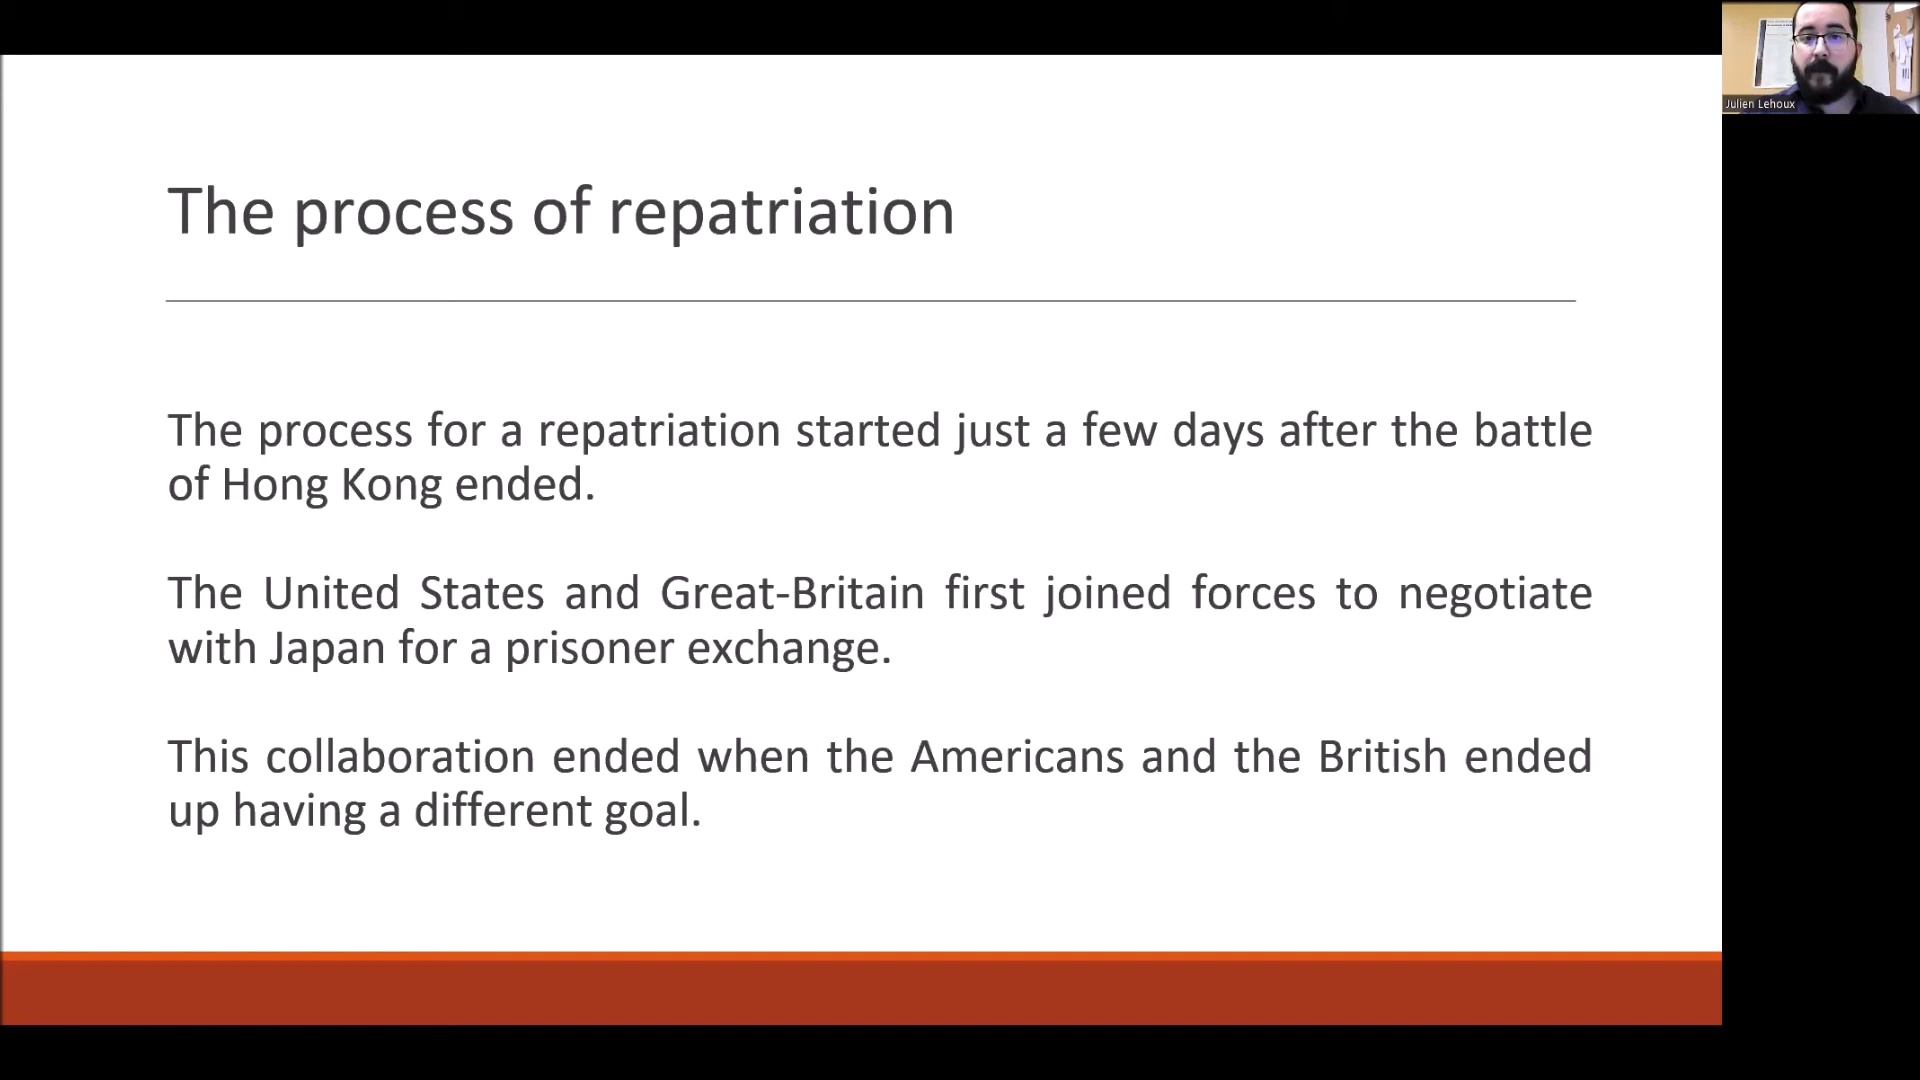 The process of repatriation
The process for a repatriation started just a few days after the battle
of Hong Kong ended.
The United States and Great-Britain first joined forces to negotiate
with Japan for a prisoner exchange.
This collaboration ended when the Americans and the British ended
up having a different goal.
Julien Lehoux